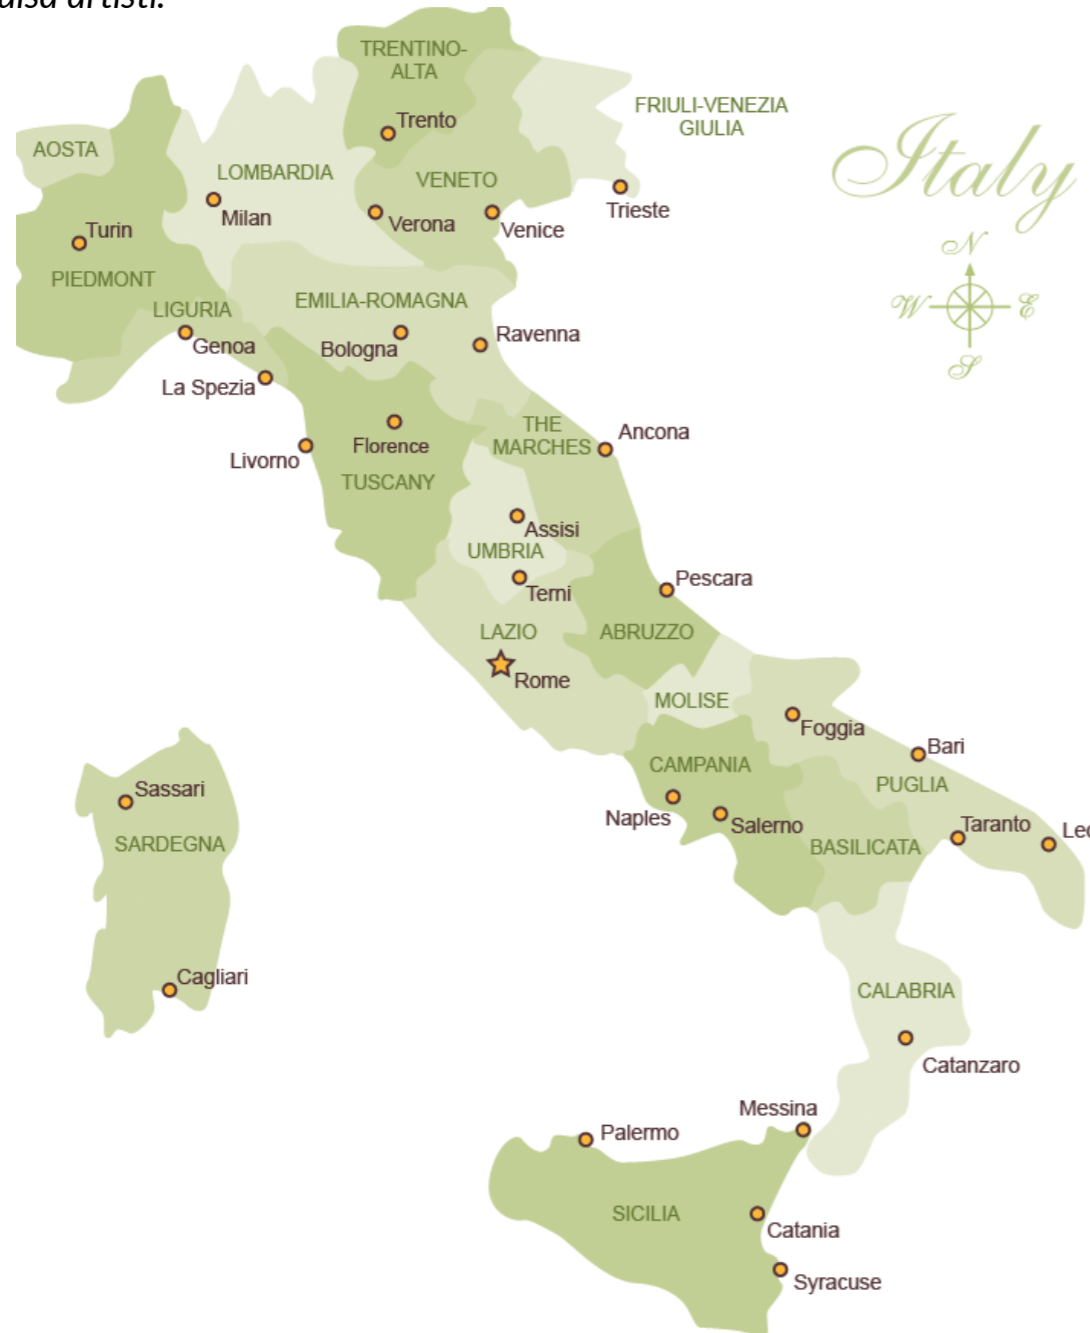 artisti.
TRENTINO-
ALTA
Trento
FRIULI-VENEZIA
GIULIA
Italy
AOSTA
LOMBARDIA
VENETO
Milan
Verona
Venice
Trieste
Turin
N
PIEDMONT
W
E
S
LIGURIA
EMILIA-ROMAGNA
Genoa
Bologna
Ravenna
La Spezia
THE
MARCHES
Ancona
Florence
Livorno
TUSCANY
Assisi
UMBRIA
Terni
Pescara
LAZIO
ABRUZZO
Rome
MOLISE
Foggia
Bari
CAMPANIA
PUGLIA
Sassari
Naples
Salerno
Taranto
SARDEGNA
BASILICATA
Cagliari
CALABRIA
Catanzaro
Messina
Palermo
SICILIA
Catania
Syracuse